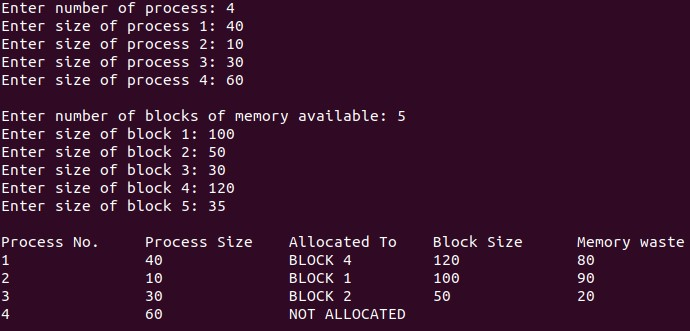 Enter number of process: 4
Enter size of process 1: 40
Enter size of process 2: 10
Enter size of process 3: 30
Enter size of process 4: 60
Enter number of blocks of memory available: 5
Enter size of block 1: 100
Enter size of block 2: 50
Enter size of block 3: 30
Enter size of block 4: 120
Enter size of block 5: 35
Process No. Process Size Allocated To Block Size Memory waste
1 40 BLOCK 4 120 80
2 10 BLOCK 1 100 90
3 30 BLOCK 2 50 20
4 60 NOT ALLOCATED